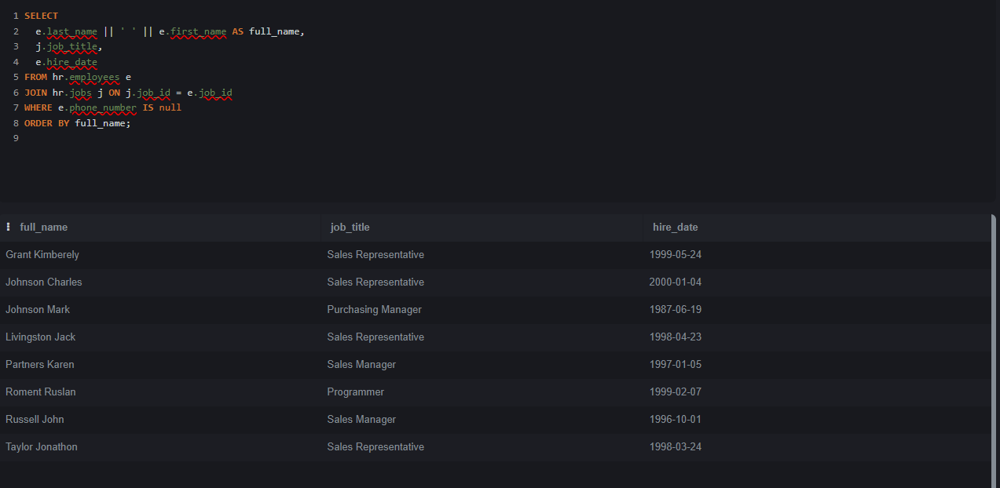 1 SELECT
2 e.last_name || ' ' || e.first_name AS full_name,
3 j.job_title,
4 e.hire_date
5 FROM hr.employees e
6 JOIN hr.jobs j ON j.job_id = e.job_id
7 WHERE e.phone_number IS null
8 ORDER BY full_name;
9
full_name job_title hire_date
Grant Kimberely Sales Representative 1999-05-24
Johnson Charles Sales Representative 2000-01-04
Johnson Mark Purchasing Manager 1987-06-19
Livingston Jack Sales Representative 1998-04-23
Partners Karen Sales Manager 1997-01-05
Roment Ruslan Programmer 1999-02-07
Russell John Sales Manager 1996-10-01
Taylor Jonathon Sales Representative 1998-03-24